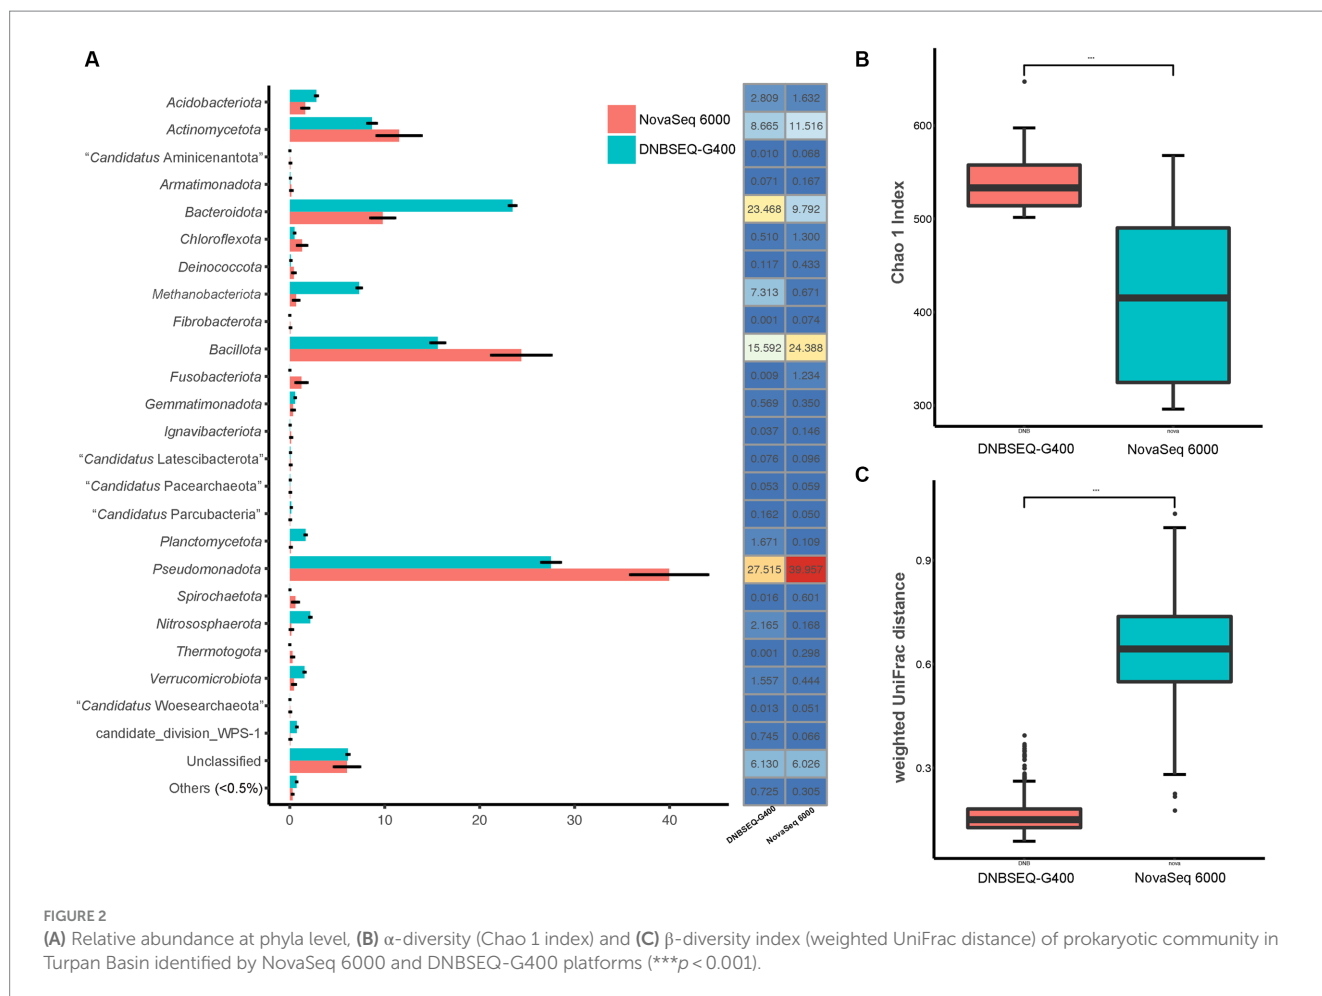 A
Acidobacteriota
Actinomycetota
"Candidatus Aminicenantota"
Armatimonadota
Bacteroidota
Chloroflexota
Deinococcota
Methanobacteriota
Fibrobacterota
Bacillota
Fusobacteriota
Gemmatimonadota
Ignavibacteriota
"Candidatus Latescibacterota"
"Candidatus Pacearchaeota"
"Candidatus Parcubacteria"
Planctomycetota
Pseudomonadota
Spirochaetota
Nitrososphaerota
Thermotogota
Verrucomicrobiota
"Candidatus Woesearchaeota"
candidate_division_WPS-1
Unclassified
Others (<0.5%)
0 10 20 30 40
NovaSeq 6000
DNBSEQ-G400
2.809 1.632
8.665 11.516
0.010 0.068
0.071 0.167
23.468 9.792
0.510 1.300
0.117 0.433
7.313 0.671
0.001 0.074
15.592 24.388
0.009 1.234
0.569 0.350
0.037 0.146
0.076 0.096
0.053 0.059
0.162 0.050
1.671 0.109
27.515 39.957
0.016 0.601
2.165 0.168
0.001 0.298
1.557 0.444
0.013 0.051
0.745 0.066
6.130 6.026
0.725 0.305
DNBSEQ-G400 NovaSeq 6000
B
***
Chao 1 Index
600
500
400
300
DNB nova
DNBSEQ-G400 NovaSeq 6000
C
***
weighted UniFrac distance
0.9
0.6
0.3
DNB nova
DNBSEQ-G400 NovaSeq 6000
FIGURE 2
(A) Relative abundance at phyla level, (B) α-diversity (Chao 1 index) and (C) β-diversity index (weighted UniFrac distance) of prokaryotic community in
Turpan Basin identified by NovaSeq 6000 and DNBSEQ-G400 platforms (***p < 0.001).